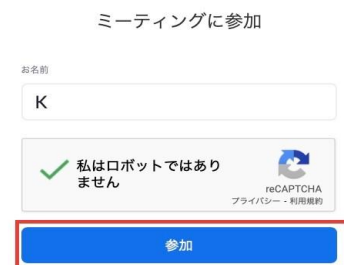 ミーティングに参加
お名前
K
私はロボットではあり
ません
reCAPTCHA
プライバシー - 利用規約
参加